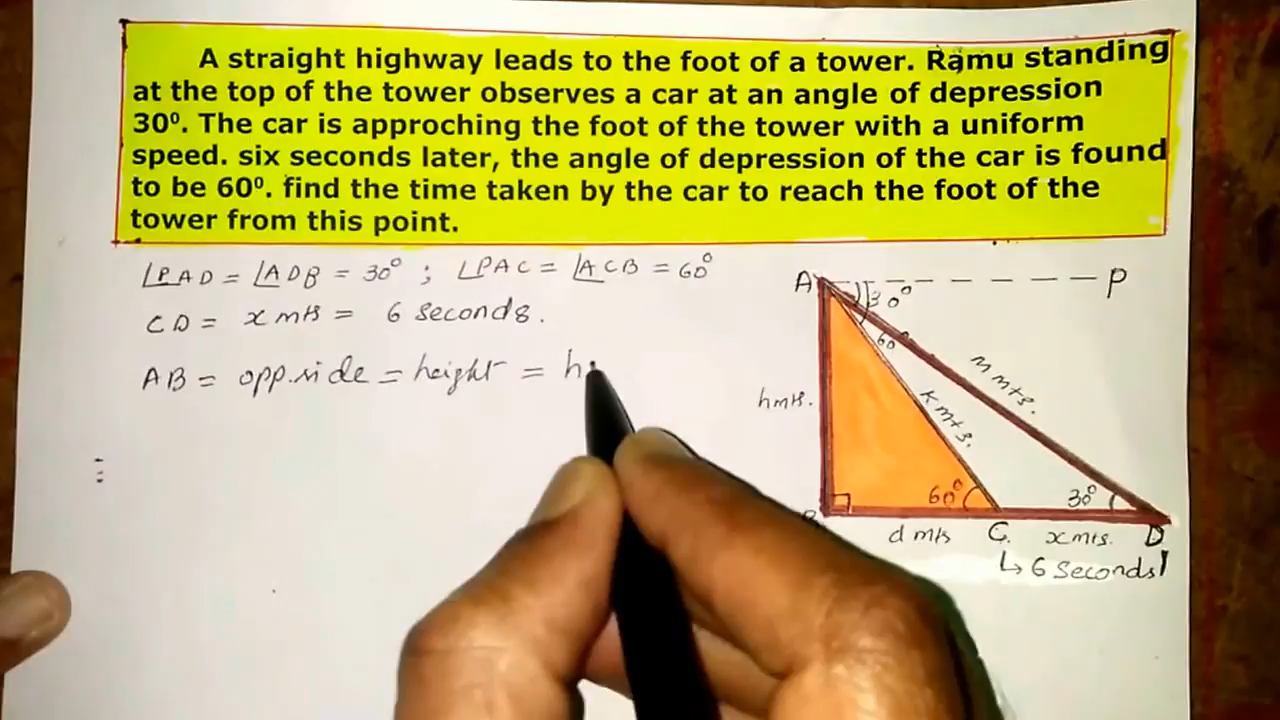 A straight highway leads to the foot of a tower. Ramu standing
at the top of the tower observes a car at an angle of depression
30⁰. The car is approching the foot of the tower with a uniform
speed. six seconds later, the angle of depression of the car is found
to be 60⁰. find the time taken by the car to reach the foot of the
tower from this point.
∠PAD = ∠ADB = 30° ; ∠PAC = ∠ACB = 60°
CD = x mts = 6 seconds.
AB = opp.side = height = h
A P
30°
60
m mts.
hmts.
k mts.
60° 30°
d mts C. xmts. D
↳ 6 Seconds